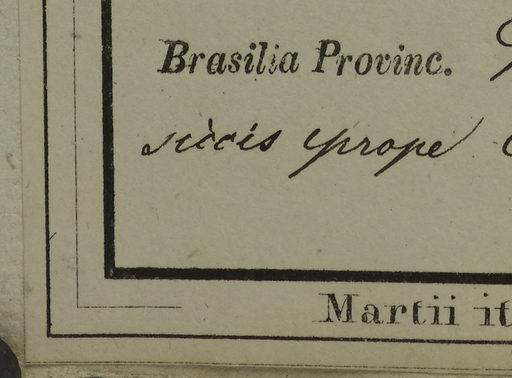 Brasilia Provinc.
siccis prope
Martii it